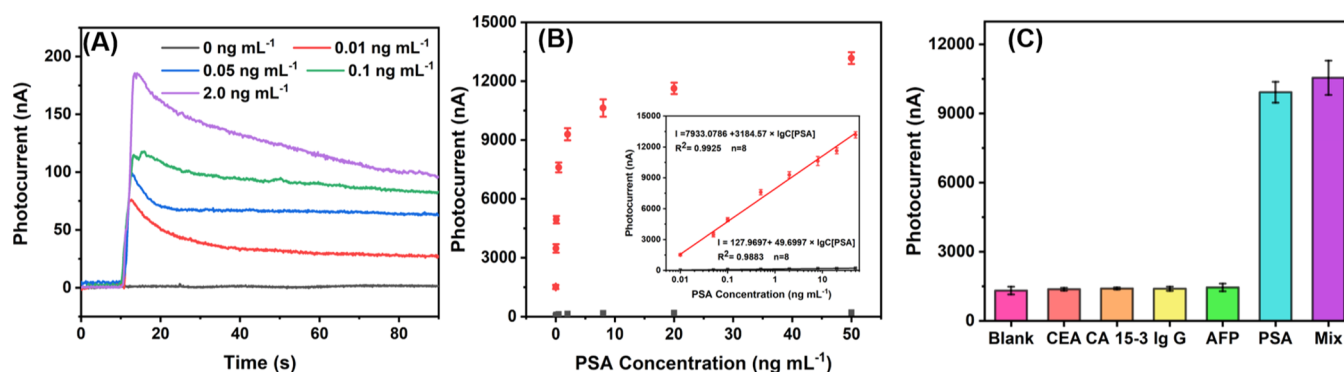 (A)
0 ng mL⁻¹
0.01 ng mL⁻¹
0.05 ng mL⁻¹
0.1 ng mL⁻¹
2.0 ng mL⁻¹
Photocurrent (nA)
200
150
100
50
0
0 20 40 60 80
Time (s)
(B)
Photocurrent (nA)
15000
12000
9000
6000
3000
0
0 10 20 30 40 50
PSA Concentration (ng mL⁻¹)
I =7933.0786 +3184.57 × lgC[PSA]
R²= 0.9925 n=8
I = 127.9697+ 49.6997 × lgC[PSA]
R²= 0.9883 n=8
Photocurrent (nA)
15000
12000
9000
6000
3000
0
0.01 0.1 1 10
PSA Concentration (ng mL⁻¹)
(C)
Photocurrent (nA)
12000
9000
6000
3000
0
Blank CEA CA 15-3 Ig G AFP PSA Mix